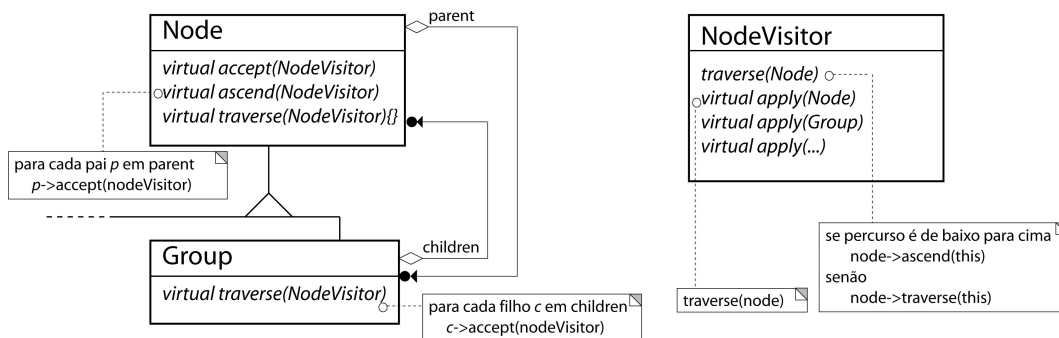 Node
parent
virtual accept(NodeVisitor)
virtual ascend(NodeVisitor)
virtual traverse(NodeVisitor){}
para cada pai p em parent
p->accept(nodeVisitor)
Group
children
virtual traverse(NodeVisitor)
para cada filho c em children
c->accept(nodeVisitor)
NodeVisitor
traverse(Node)
virtual apply(Node)
virtual apply(Group)
virtual apply(...)
traverse(node)
se percurso é de baixo para cima
node->ascend(this)
senão
node->traverse(this)